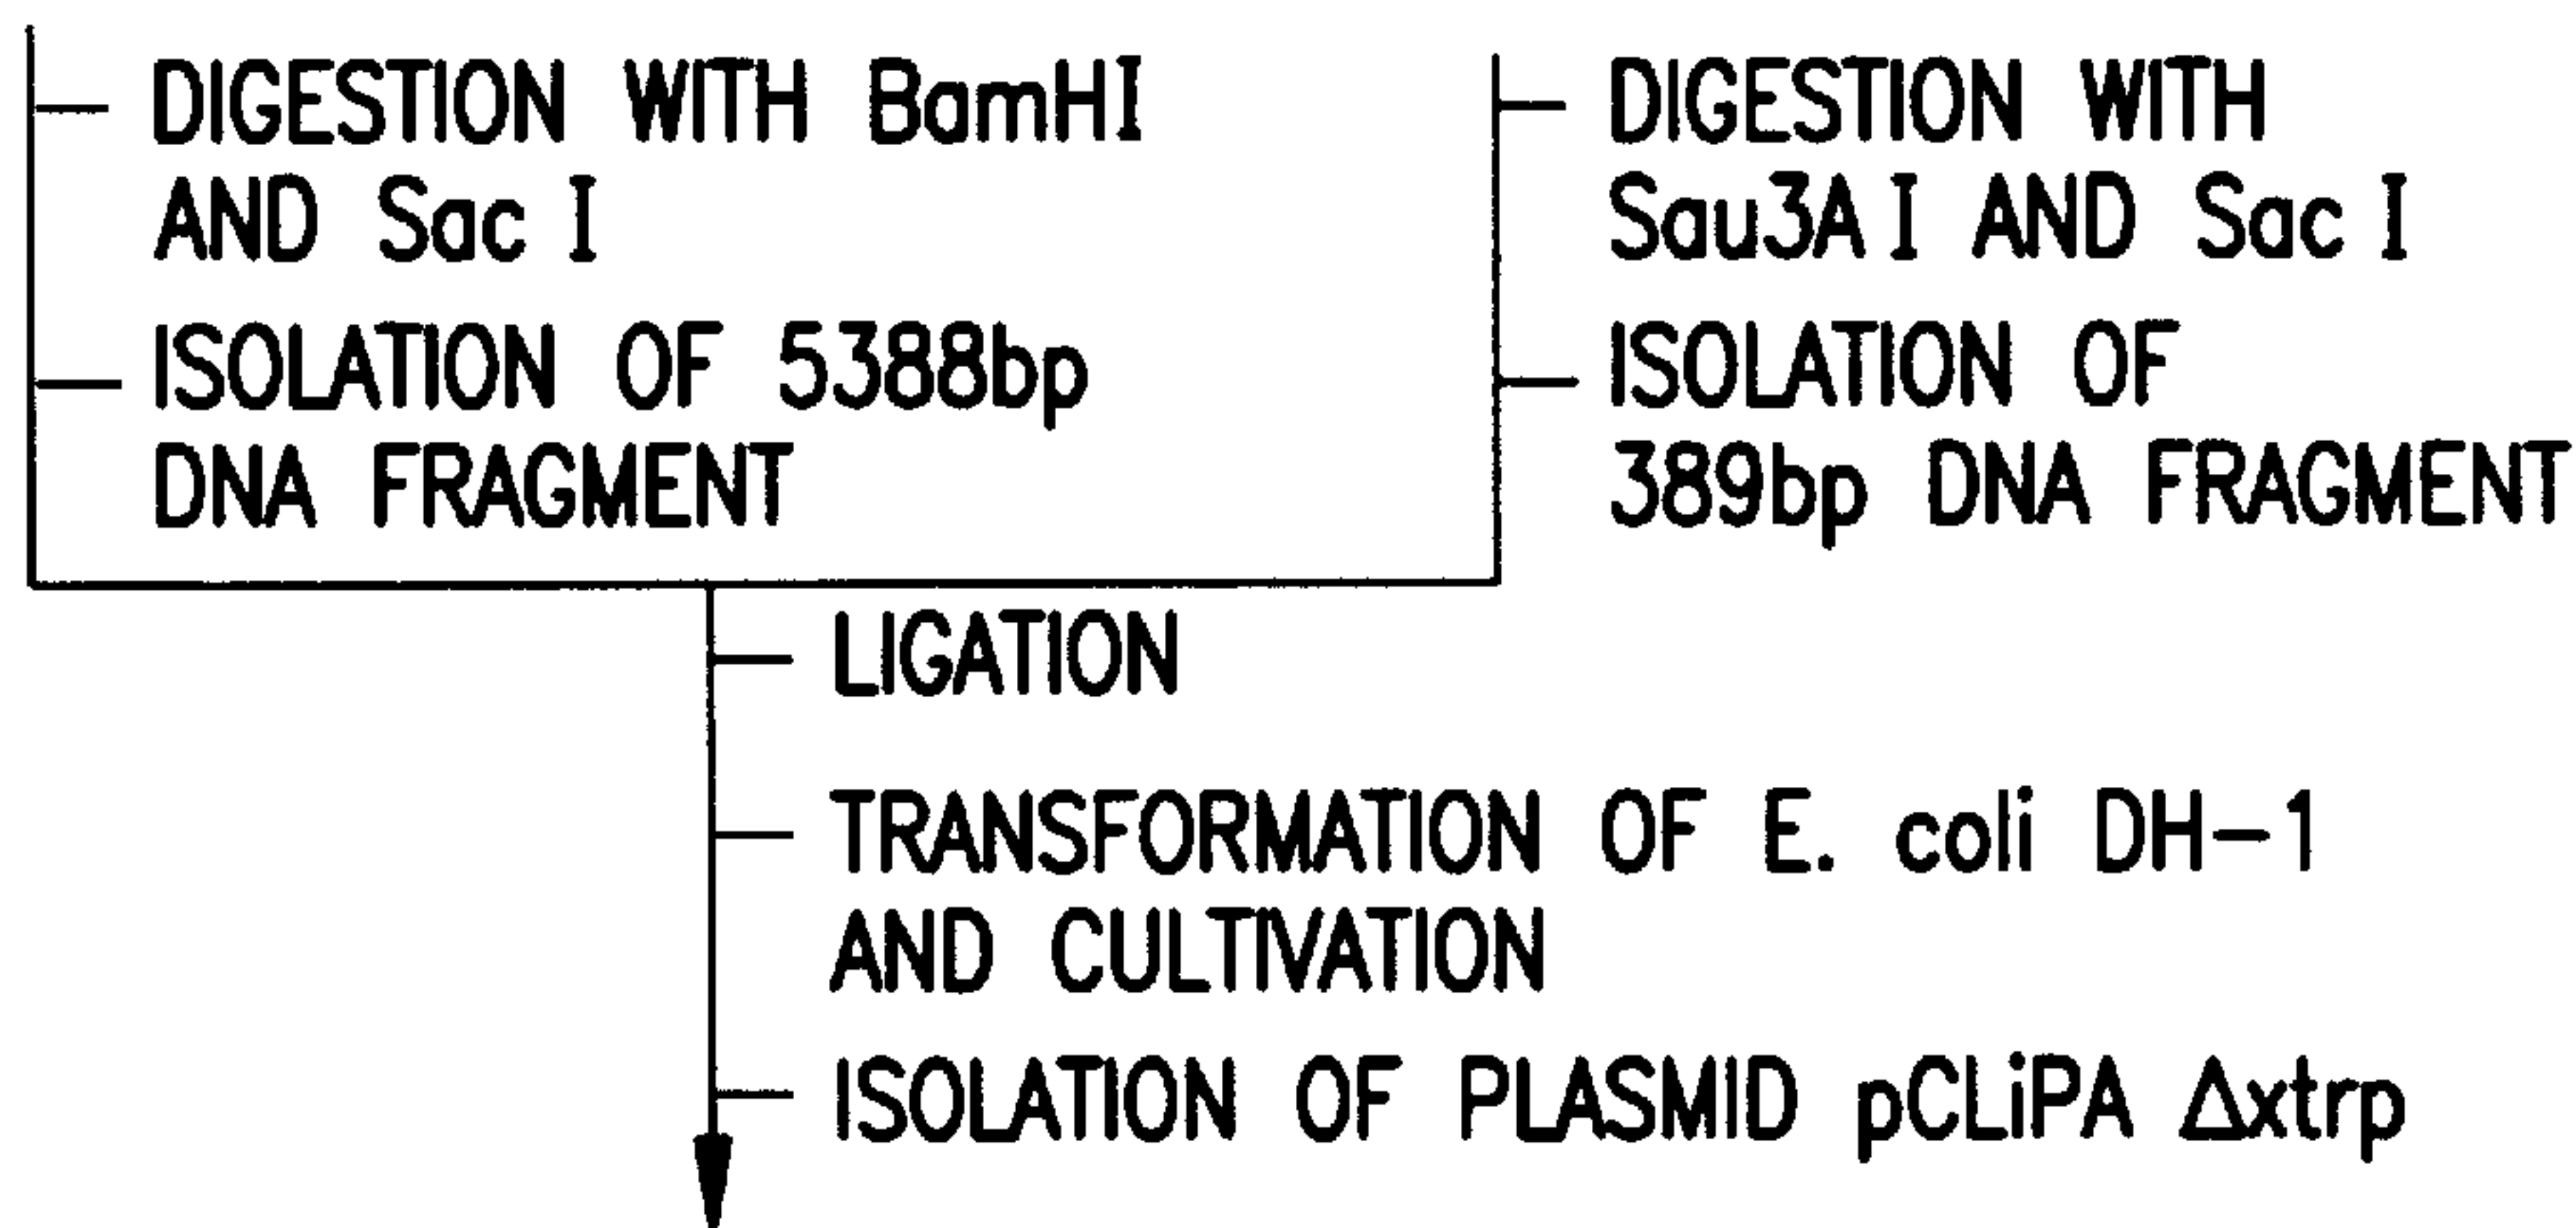 DIGESTION WITH BamHI
AND Sac I
ISOLATION OF 5388bp
DNA FRAGMENT
DIGESTION WITH
Sau3A I AND Sac I
ISOLATION OF
389bp DNA FRAGMENT
LIGATION
TRANSFORMATION OF E. coli DH-1
AND CULTIVATION
ISOLATION OF PLASMID pCLiPA Δxtrp